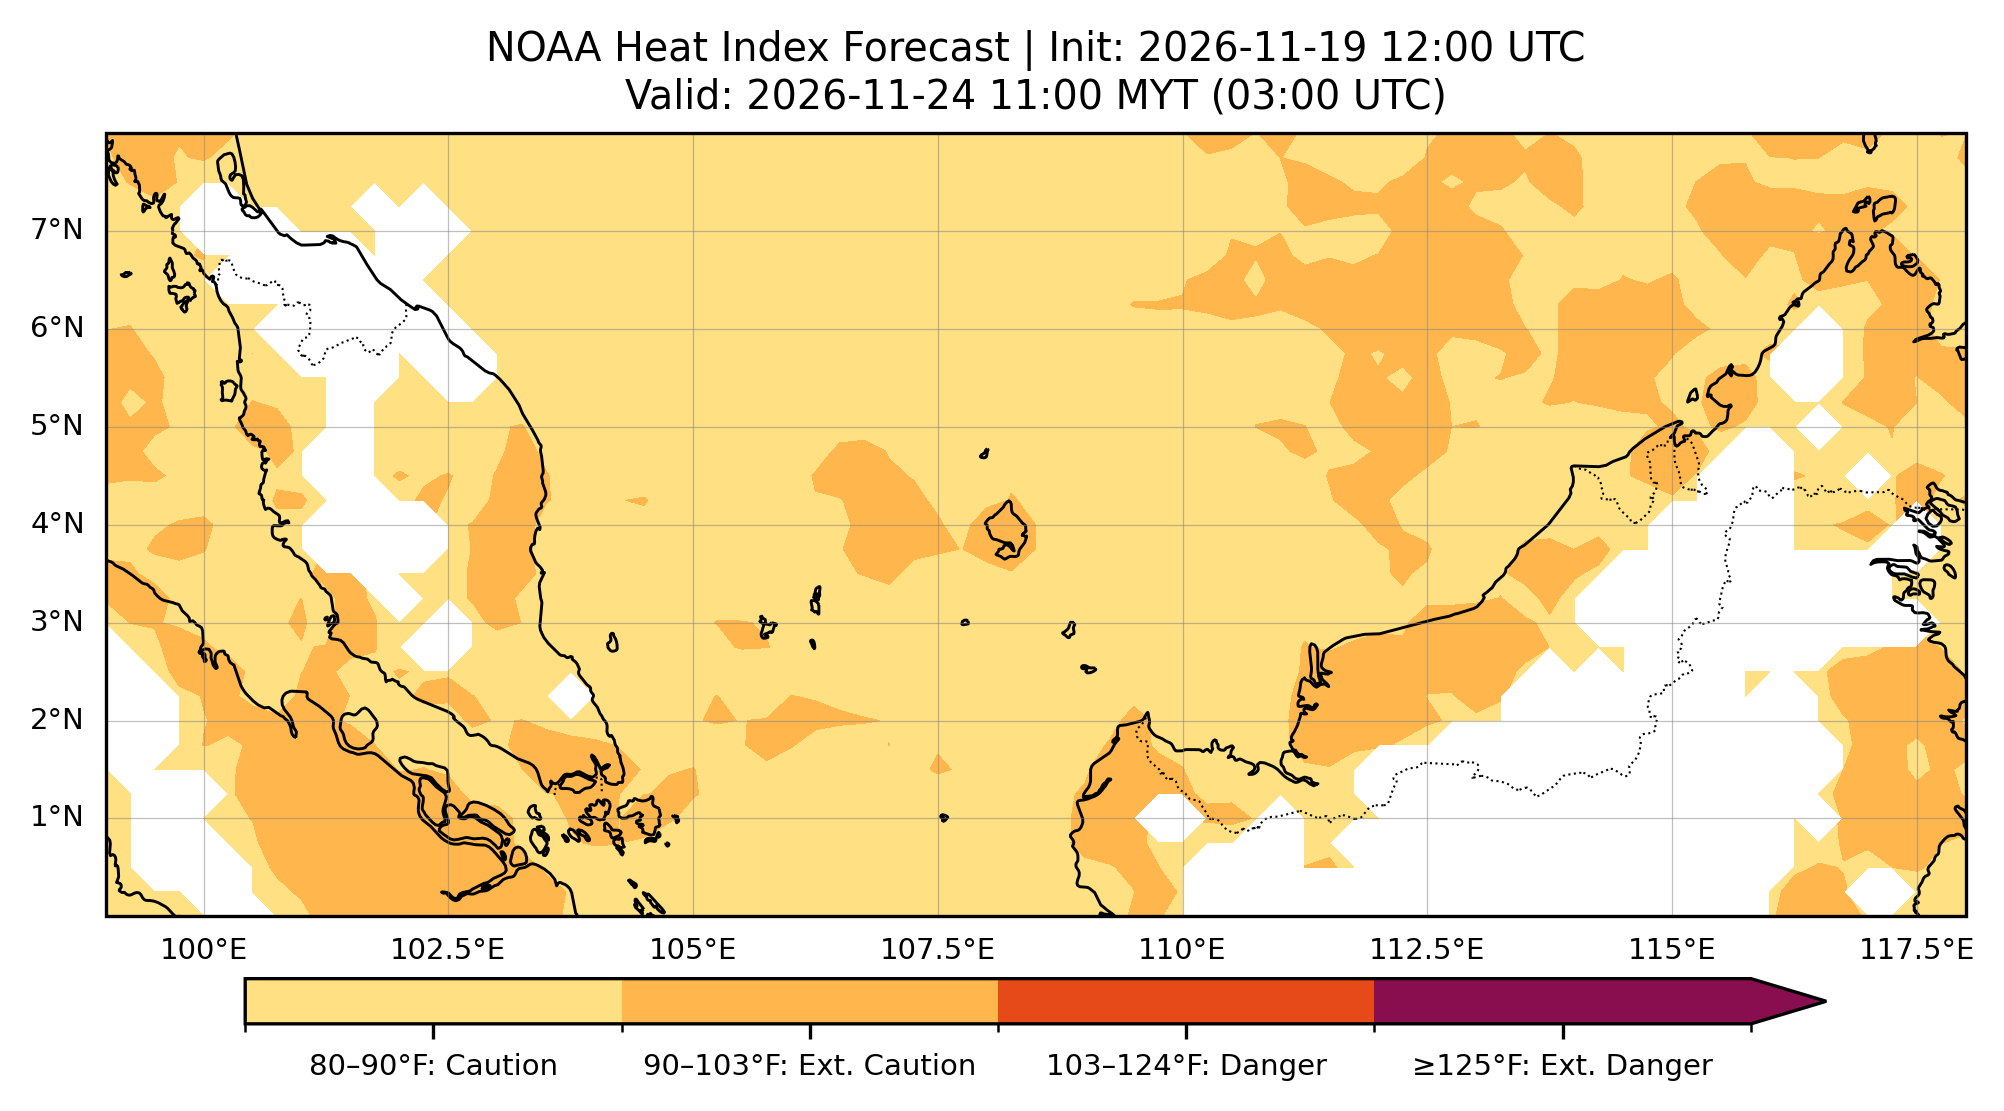 NOAA Heat Index Forecast | Init: 2026-11-19 12:00 UTC
Valid: 2026-11-24 11:00 MYT (03:00 UTC)
7°N
6°N
5°N
4°N
3°N
2°N
1°N
100°E 102.5°E 105°E 107.5°E 110°E 112.5°E 115°E 117.5°E
80–90°F: Caution 90–103°F: Ext. Caution 103–124°F: Danger ≥125°F: Ext. Danger